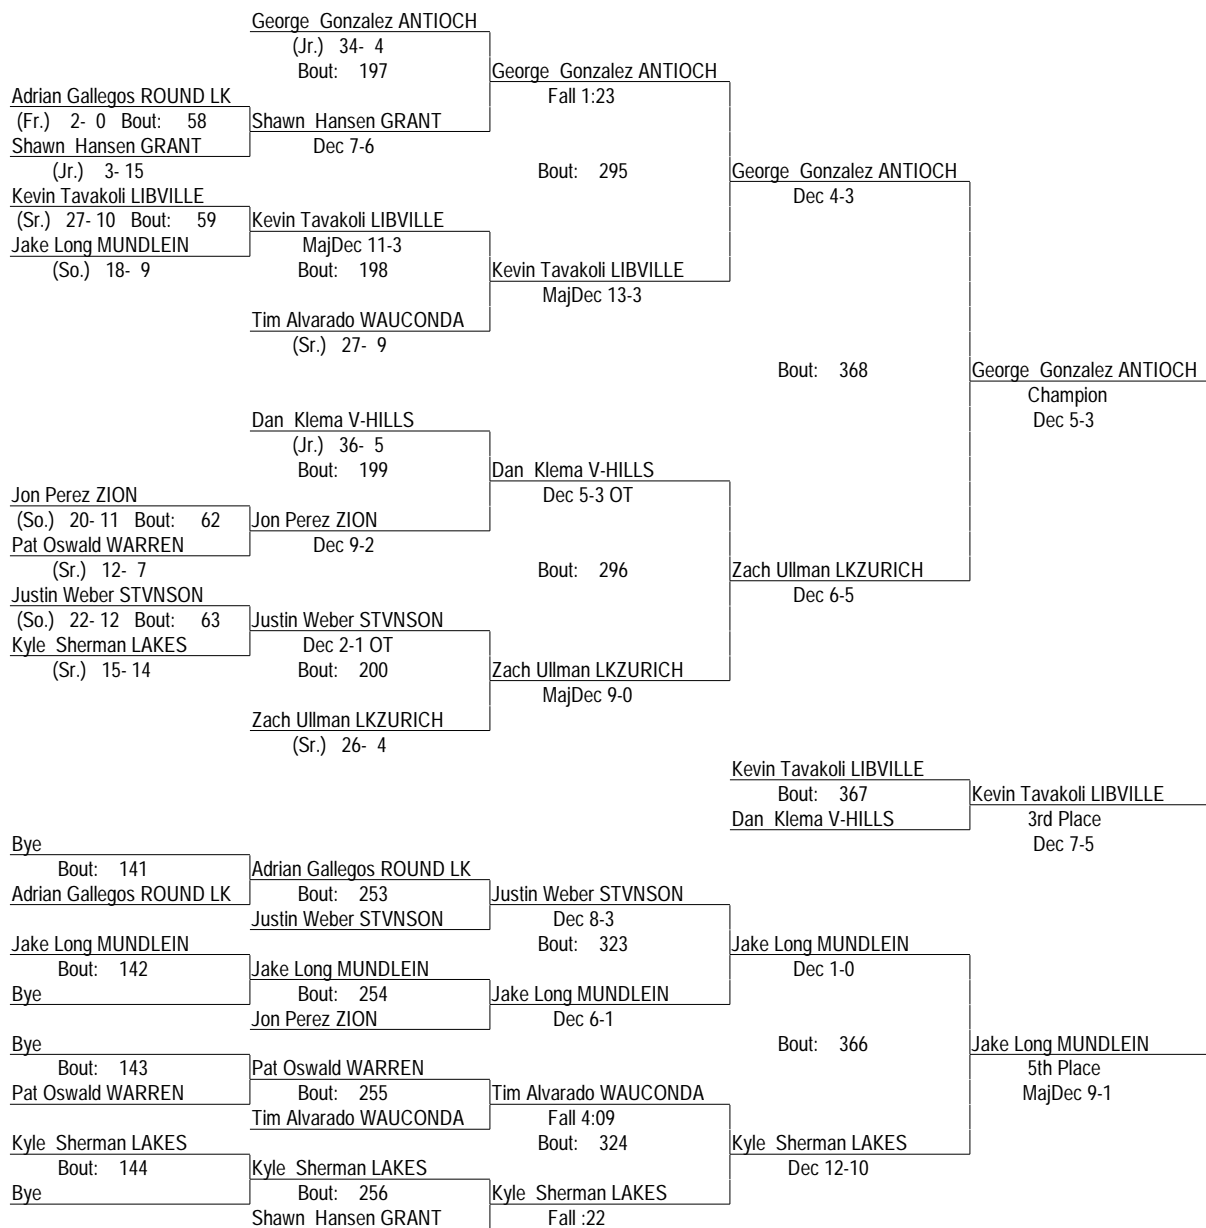 George  Gonzalez ANTIOCH
(Jr.)   34-  4
Bout:    197
George  Gonzalez ANTIOCH
Fall 1:23
Adrian Gallegos ROUND LK
(Fr.)   2- 0  Bout:    58
Shawn  Hansen GRANT
Shawn  Hansen GRANT
Dec 7-6
(Jr.)   3- 15
Bout:   295
George  Gonzalez ANTIOCH
Dec 4-3
Kevin Tavakoli LIBVILLE
(Sr.)  27- 10  Bout:    59
Kevin Tavakoli LIBVILLE
Jake Long MUNDLEIN
MajDec 11-3
(So.)   18-  9
Bout:    198
Kevin Tavakoli LIBVILLE
MajDec 13-3
Tim Alvarado WAUCONDA
(Sr.)   27-  9
Bout:   368
George  Gonzalez ANTIOCH
Champion
Dec 5-3
Dan  Klema V-HILLS
(Jr.)   36-  5
Bout:    199
Dan  Klema V-HILLS
Dec 5-3 OT
Jon Perez ZION
(So.)  20- 11  Bout:    62
Jon Perez ZION
Pat Oswald WARREN
Dec 9-2
(Sr.)   12-  7
Bout:   296
Zach Ullman LKZURICH
Dec 6-5
Justin Weber STVNSON
(So.)  22- 12  Bout:    63
Justin Weber STVNSON
Kyle  Sherman LAKES
Dec 2-1 OT
(Sr.)   15- 14
Bout:    200
Zach Ullman LKZURICH
MajDec 9-0
Zach Ullman LKZURICH
(Sr.)   26-  4
Kevin Tavakoli LIBVILLE
Bout:   367
Kevin Tavakoli LIBVILLE
Dan  Klema V-HILLS
3rd Place
Dec 7-5
Bye
Bout:   141
Adrian Gallegos ROUND LK
Adrian Gallegos ROUND LK
Bout:   253
Justin Weber STVNSON
Justin Weber STVNSON
Dec 8-3
Jake Long MUNDLEIN
Bout:   323
Jake Long MUNDLEIN
Bout:   142
Jake Long MUNDLEIN
Dec 1-0
Bye
Bout:   254
Jake Long MUNDLEIN
Jon Perez ZION
Dec 6-1
Bye
Bout:   366
Jake Long MUNDLEIN
Bout:   143
Pat Oswald WARREN
5th Place
Pat Oswald WARREN
Bout:   255
Tim Alvarado WAUCONDA
MajDec 9-1
Tim Alvarado WAUCONDA
Fall 4:09
Kyle  Sherman LAKES
Bout:   324
Kyle  Sherman LAKES
Bout:   144
Kyle  Sherman LAKES
Dec 12-10
Bye
Bout:   256
Kyle  Sherman LAKES
Shawn  Hansen GRANT
Fall :22